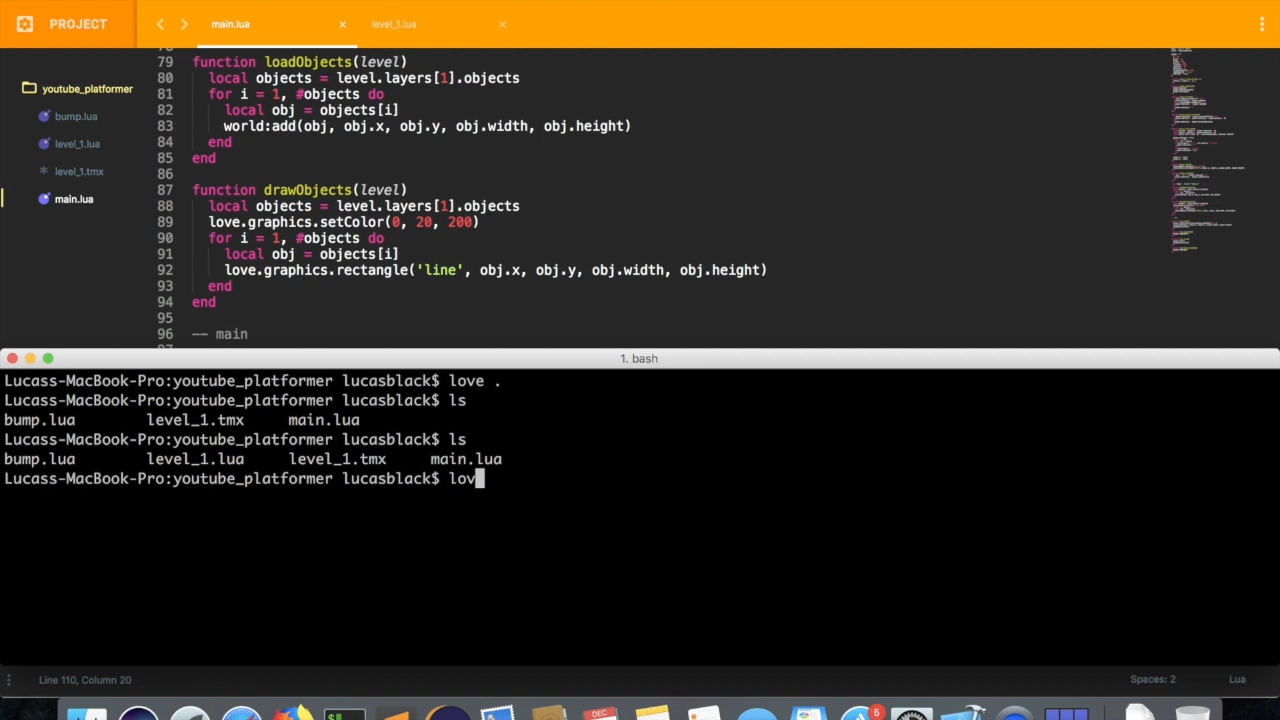 PROJECT
main.lua
level_1.lua
youtube_platformer
bump.lua
level_1.lua
level_1.tmx
main.lua
79 function loadObjects(level)
80 local objects = level.layers[1].objects
81 for i = 1, #objects do
82 local obj = objects[i]
83 world:add(obj, obj.x, obj.y, obj.width, obj.height)
84 end
85 end
86
87 function drawObjects(level)
88 local objects = level.layers[1].objects
89 love.graphics.setColor(0, 20, 200)
90 for i = 1, #objects do
91 local obj = objects[i]
92 love.graphics.rectangle('line', obj.x, obj.y, obj.width, obj.height)
93 end
94 end
95
96 -- main
1. bash
Lucass-MacBook-Pro:youtube_platformer lucasblack$ love .
Lucass-MacBook-Pro:youtube_platformer lucasblack$ ls
bump.lua level_1.tmx main.lua
Lucass-MacBook-Pro:youtube_platformer lucasblack$ ls
bump.lua level_1.lua level_1.tmx main.lua
Lucass-MacBook-Pro:youtube_platformer lucasblack$ lov
Line 110, Column 20
Spaces: 2
Lua
$
DEC
5